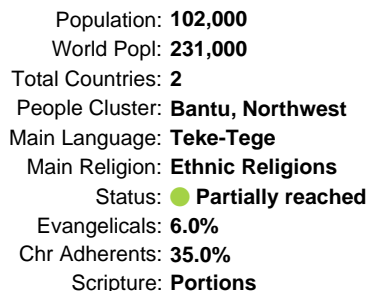 Population: 102,000
World Popl: 231,000
Total Countries: 2
People Cluster: Bantu, Northwest
Main Language: Teke-Tege
Main Religion: Ethnic Religions
Status: Partially reached
Evangelicals: 6.0%
Chr Adherents: 35.0%
Scripture: Portions